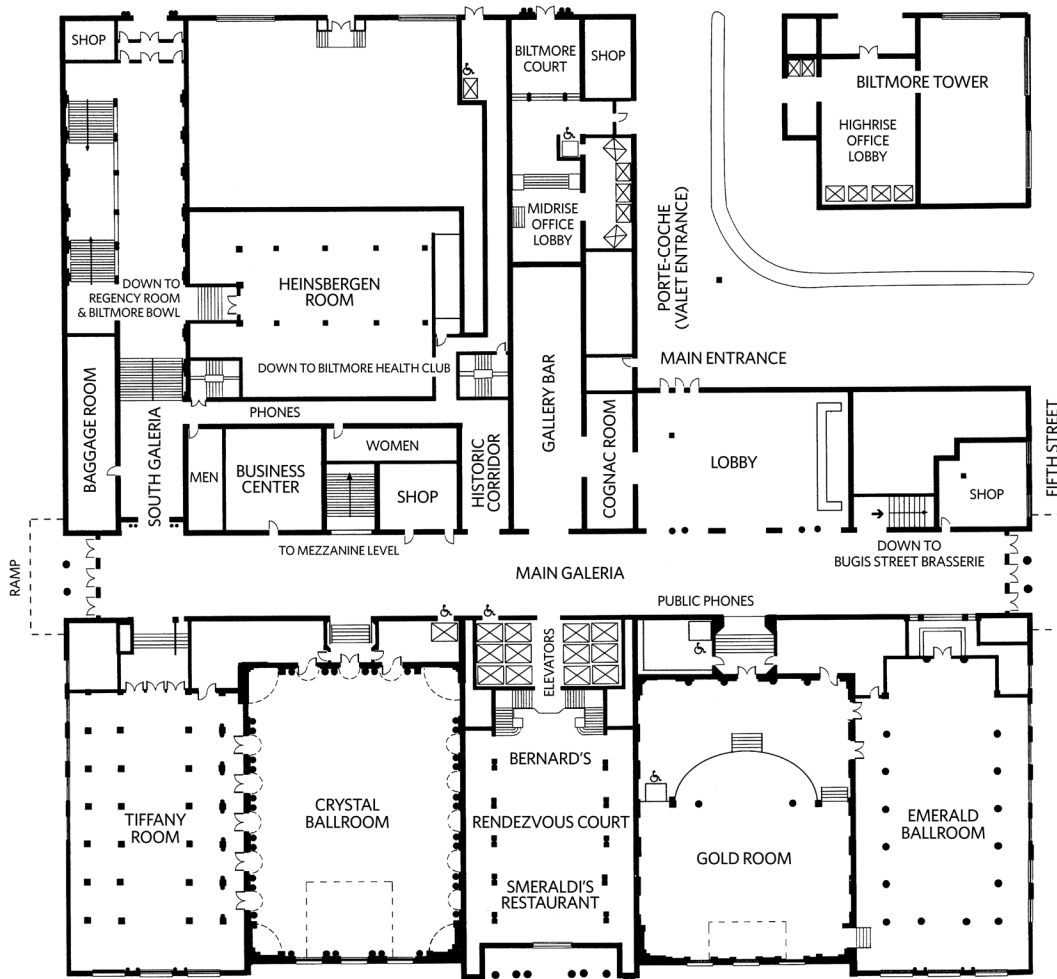 SHOP
BILTMORE
COURT
SHOP
BILTMORE TOWER
HIGHRISE
OFFICE
LOBBY
MIDRISE
OFFICE
LOBBY
PORTE-COCHE
(VALET ENTRANCE)
DOWN TO
REGENCY ROOM
& BILTMORE BOWL
HEINSBERGEN
ROOM
DOWN TO BILTMORE HEALTH CLUB
MAIN ENTRANCE
BAGGAGE ROOM
SOUTH GALERIA
PHONES
MEN
BUSINESS
CENTER
WOMEN
SHOP
HISTORIC
CORRIDOR
GALLERY BAR
COGNAC ROOM
LOBBY
SHOP
FIFTH STREET
TO MEZZANINE LEVEL
DOWN TO
BUGIS STREET BRASSERIE
RAMP
MAIN GALERIA
PUBLIC PHONES
ELEVATORS
TIFFANY
ROOM
CRYSTAL
BALLROOM
BERNARD'S
RENDEZVOUS COURT
SMERALDI'S
RESTAURANT
GOLD ROOM
EMERALD
BALLROOM